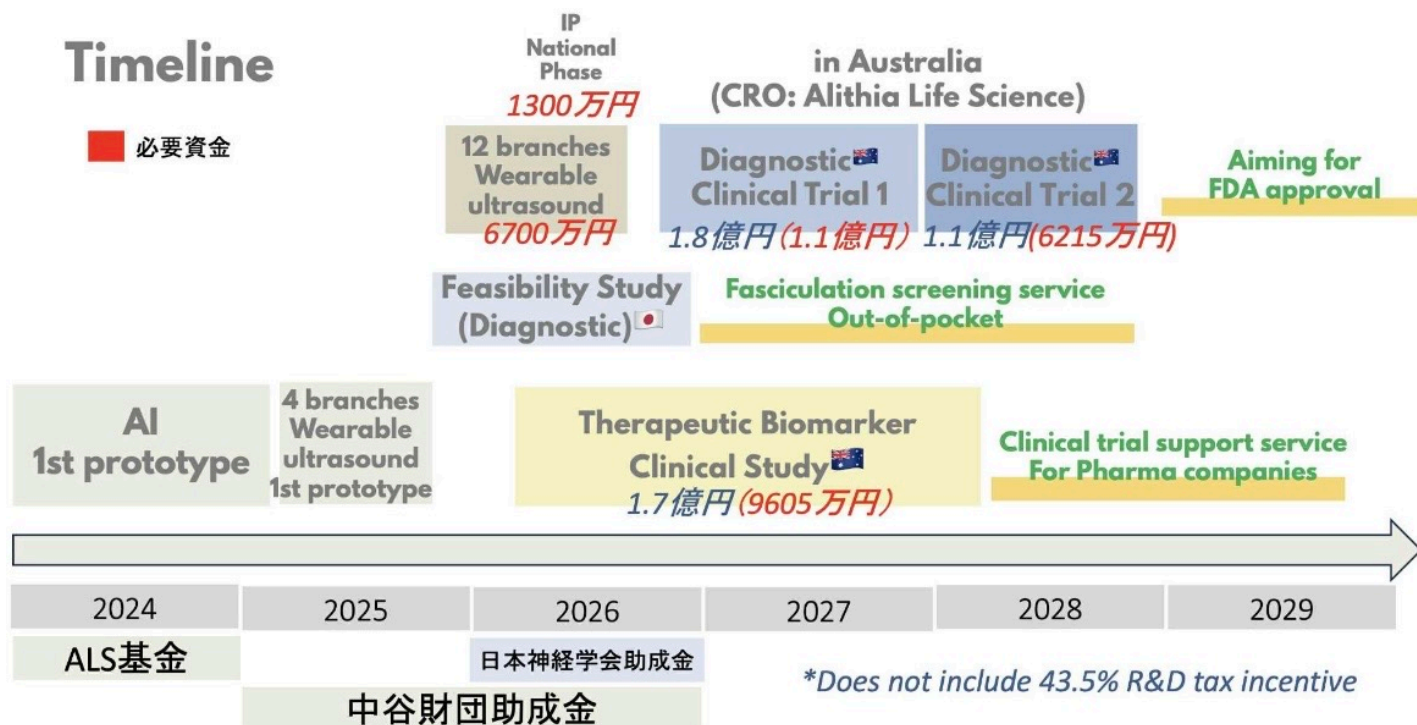 Timeline
必要資金
IP
National
Phase
1300万円
12 branches
Wearable
ultrasound
6700万円
in Australia
(CRO: Alithia Life Science)
Diagnostic🇦🇺
Clinical Trial 1
1.8億円(1.1億円)
Diagnostic🇦🇺
Clinical Trial 2
1.1億円(6215万円)
Aiming for
FDA approval
Feasibility Study
(Diagnostic)🇯🇵
Fasciculation screening service
Out-of-pocket
AI
1st prototype
4 branches
Wearable
ultrasound
1st prototype
Therapeutic Biomarker
Clinical Study🇦🇺
1.7億円(9605万円)
Clinical trial support service
For Pharma companies
2024
2025
2026
2027
2028
2029
ALS基金
日本神経学会助成金
中谷財団助成金
*Does not include 43.5% R&D tax incentive